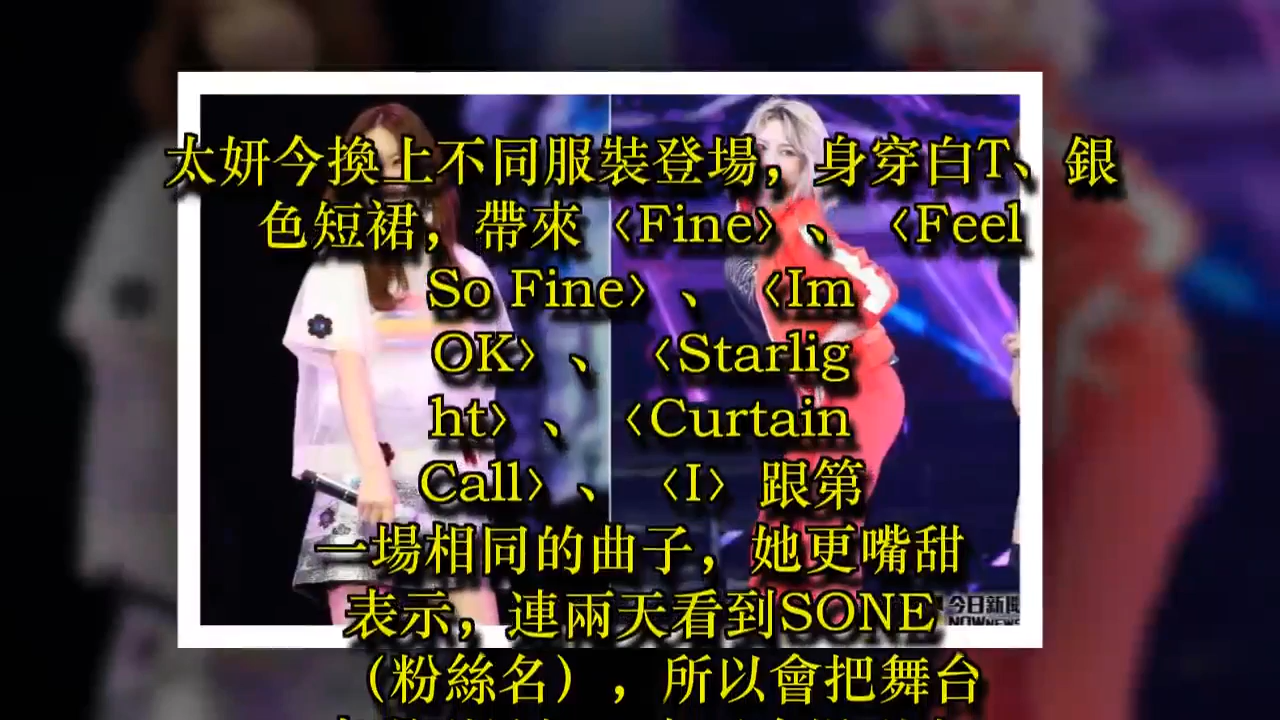 太妍今換上不同服裝登場，身穿白T、銀
色短裙，帶來〈Fine〉、〈Feel
So Fine〉、〈Im
OK〉、〈Starlig
ht〉、〈Curtain
Call〉、〈I〉跟第
一場相同的曲子，她更嘴甜
表示，連兩天看到SONE
（粉絲名），所以會把舞台
今日新聞
NOWNEWS